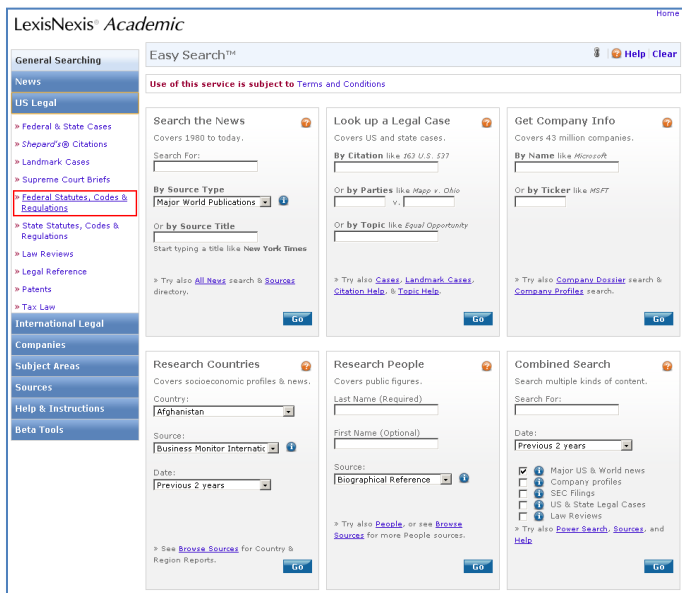 LexisNexis® Academic
Home
General Searching
News
US Legal
» Federal & State Cases
» Shepard's® Citations
» Landmark Cases
» Supreme Court Briefs
» Federal Statutes, Codes &
Regulations
» State Statutes, Codes &
Regulations
» Law Reviews
» Legal Reference
» Patents
» Tax Law
International Legal
Companies
Subject Areas
Sources
Help & Instructions
Beta Tools
Easy Search™
? Help | Clear
Use of this service is subject to Terms and Conditions
Search the News ?
Covers 1980 to today.
Search For:
By Source Type
Major World Publications i
Or by Source Title
Start typing a title like New York Times
» Try also All News search & Sources
directory.
Go
Look up a Legal Case ?
Covers US and state cases.
By Citation like 163 U.S. 537
Or by Parties like Mapp v. Ohio
v.
Or by Topic like Equal Opportunity
» Try also Cases, Landmark Cases,
Citation Help, & Topic Help.
Go
Get Company Info ?
Covers 43 million companies.
By Name like Microsoft
Or by Ticker like MSFT
» Try also Company Dossier search &
Company Profiles search.
Go
Research Countries ?
Covers socioeconomic profiles & news.
Country:
Afghanistan
Source:
Business Monitor Internatic i
Date:
Previous 2 years
» See Browse Sources for Country &
Region Reports.
Go
Research People ?
Covers public figures.
Last Name (Required)
First Name (Optional)
Source:
Biographical Reference i
» Try also People, or see Browse
Sources for more People sources.
Go
Combined Search ?
Search multiple kinds of content.
Search For:
Date:
Previous 2 years
i Major US & World news
i Company profiles
i SEC Filings
i US & State Legal Cases
i Law Reviews
» Try also Power Search, Sources, and
Help
Go